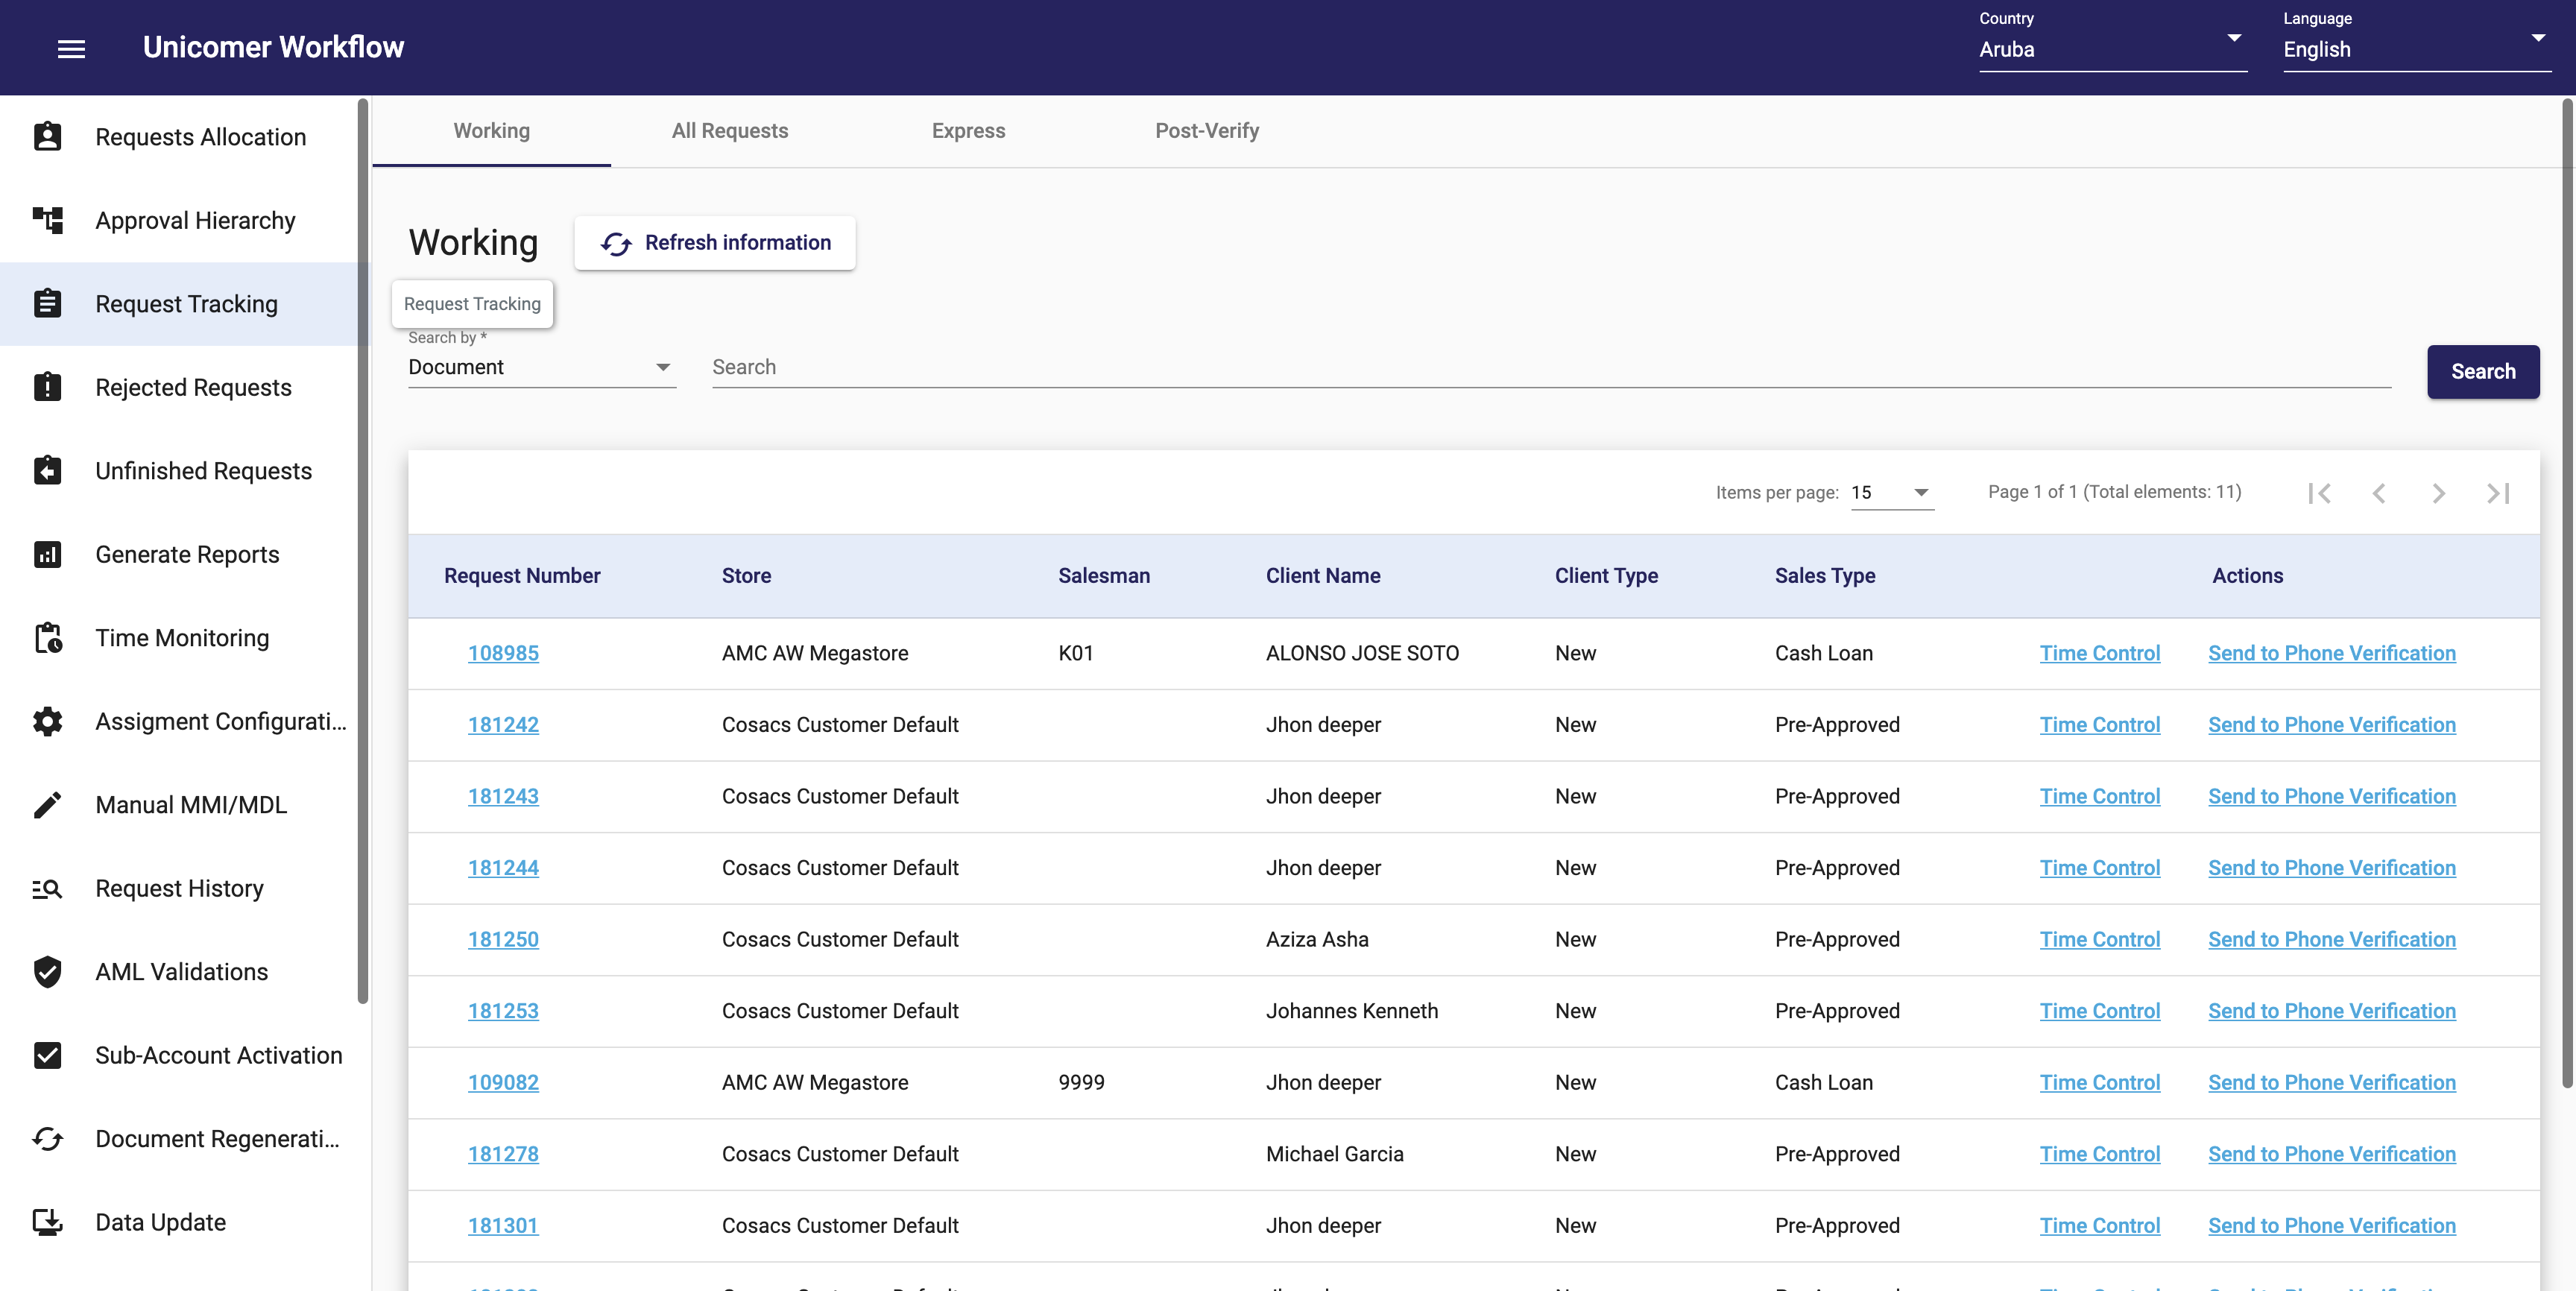 Unicomer Workflow
Country
Aruba
Language
English
Requests Allocation
Approval Hierarchy
Request Tracking
Rejected Requests
Unfinished Requests
Generate Reports
Time Monitoring
Assigment Configurati...
Manual MMI/MDL
Request History
AML Validations
Sub-Account Activation
Document Regenerati...
Data Update
Working All Requests Express Post-Verify
Working
Refresh information
Request Tracking
Search by *
Document
Search
Search
Items per page: 15 Page 1 of 1 (Total elements: 11)
Request Number Store Salesman Client Name Client Type Sales Type Actions
108985 AMC AW Megastore K01 ALONSO JOSE SOTO New Cash Loan Time Control Send to Phone Verification
181242 Cosacs Customer Default Jhon deeper New Pre-Approved Time Control Send to Phone Verification
181243 Cosacs Customer Default Jhon deeper New Pre-Approved Time Control Send to Phone Verification
181244 Cosacs Customer Default Jhon deeper New Pre-Approved Time Control Send to Phone Verification
181250 Cosacs Customer Default Aziza Asha New Pre-Approved Time Control Send to Phone Verification
181253 Cosacs Customer Default Johannes Kenneth New Pre-Approved Time Control Send to Phone Verification
109082 AMC AW Megastore 9999 Jhon deeper New Cash Loan Time Control Send to Phone Verification
181278 Cosacs Customer Default Michael Garcia New Pre-Approved Time Control Send to Phone Verification
181301 Cosacs Customer Default Jhon deeper New Pre-Approved Time Control Send to Phone Verification